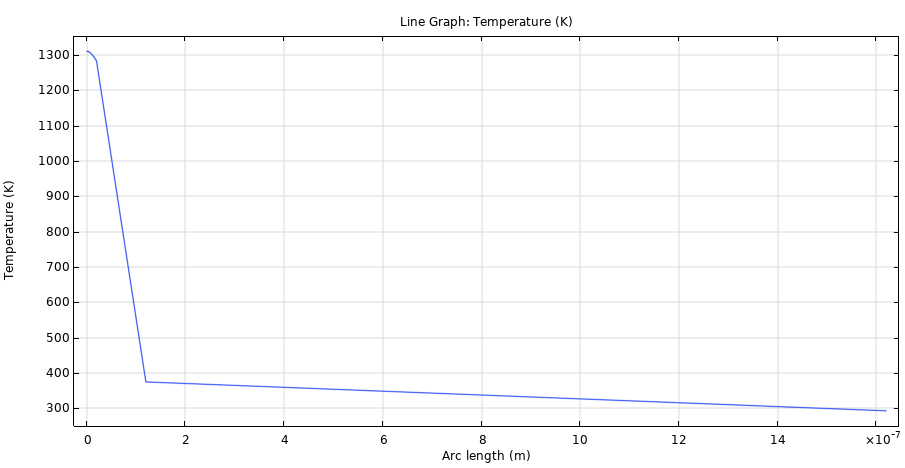 Line Graph: Temperature (K)
1300
1200
1100
1000
900
800
700
600
500
400
300
Temperature (K)
0 2 4 6 8 10 12 14 ×10⁻⁷
Arc length (m)